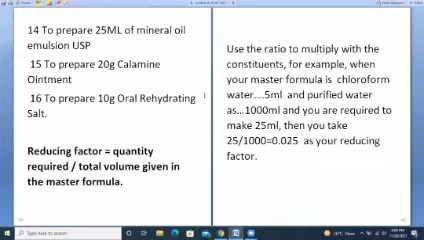 14 To prepare 25ML of mineral oil
emulsion USP
15 To prepare 20g Calamine
Ointment
16 To prepare 10g Oral Rehydrating
Salt.
Reducing factor = quantity
required / total volume given in
the master formula.
Use the ratio to multiply with the
constituents, for example, when
your master formula is chloroform
water....5ml and purified water
as...1000ml and you are required to
make 25ml, then you take
25/1000=0.025 as your reducing
factor.
Type here to search